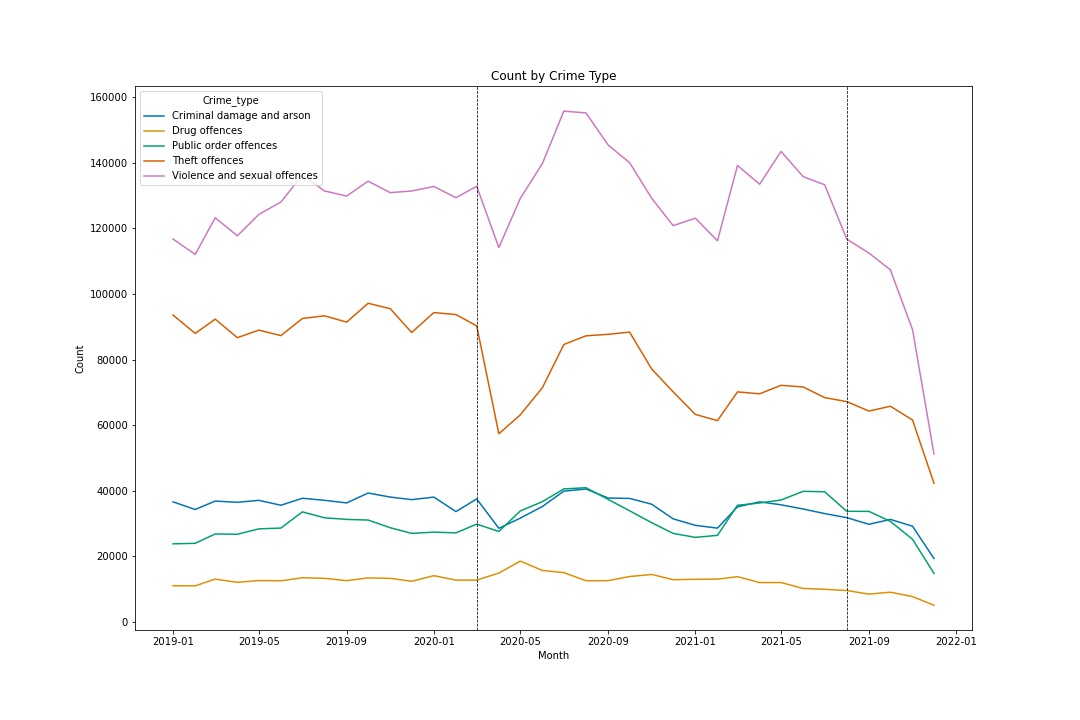 Count by Crime Type
Crime_type
Criminal damage and arson
Drug offences
Public order offences
Theft offences
Violence and sexual offences
160000
140000
120000
100000
80000
60000
40000
20000
0
Count
2019-01
2019-05
2019-09
2020-01
2020-05
2020-09
2021-01
2021-05
2021-09
2022-01
Month